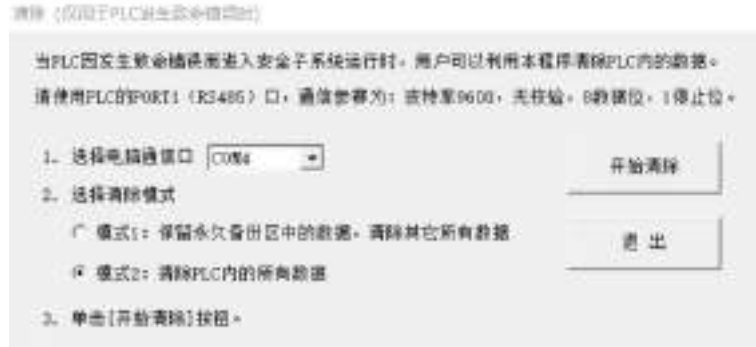 清除 (仅用于PLC发生致命错误时)
当PLC因发生致命错误而进入安全子系统运行时，用户可以利用本程序清除PLC内的数据。
请使用PLC的PORT1（RS485）口，通信参数为：波特率9600，无校验，8数据位，1停止位。
1、选择电脑通信口 COM4
开始清除
2、选择清除模式
模式1：保留永久备份区中的数据，清除其它所有数据
退 出
模式2：清除PLC内的所有数据
3、单击[开始清除]按钮。